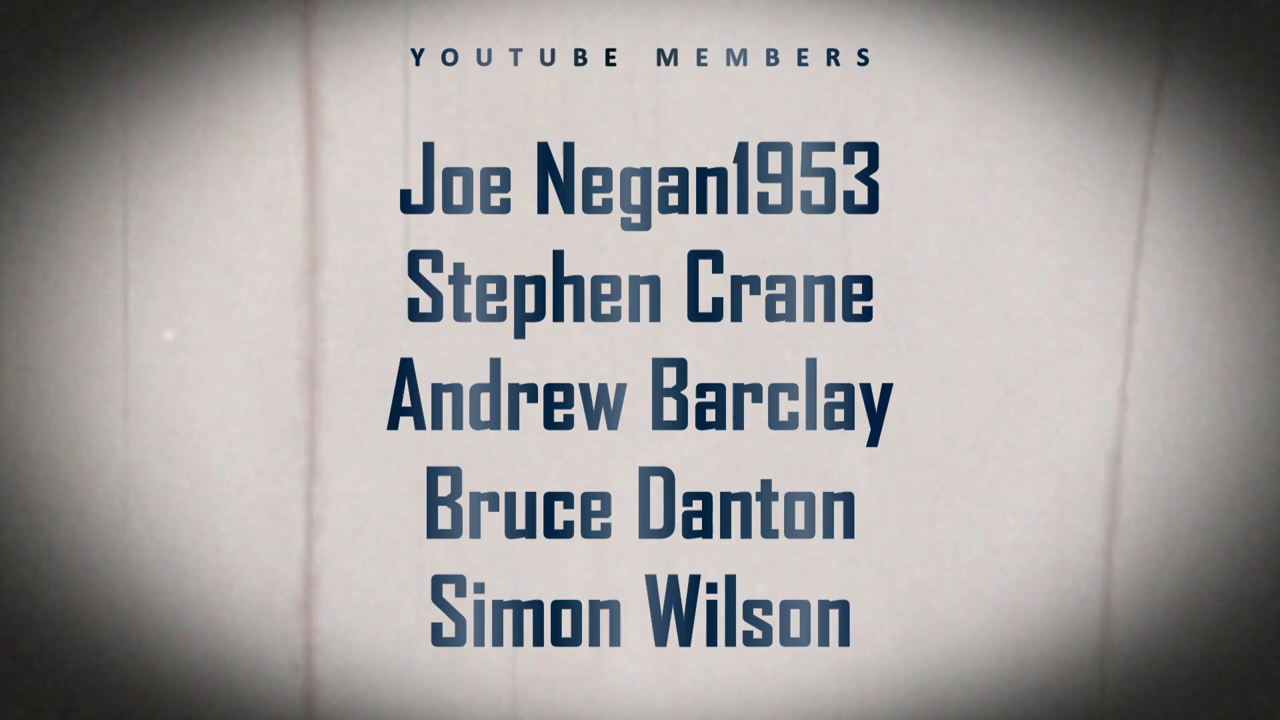 YOUTUBE MEMBERS
Joe Negan1953
Stephen Crane
Andrew Barclay
Bruce Danton
Simon Wilson